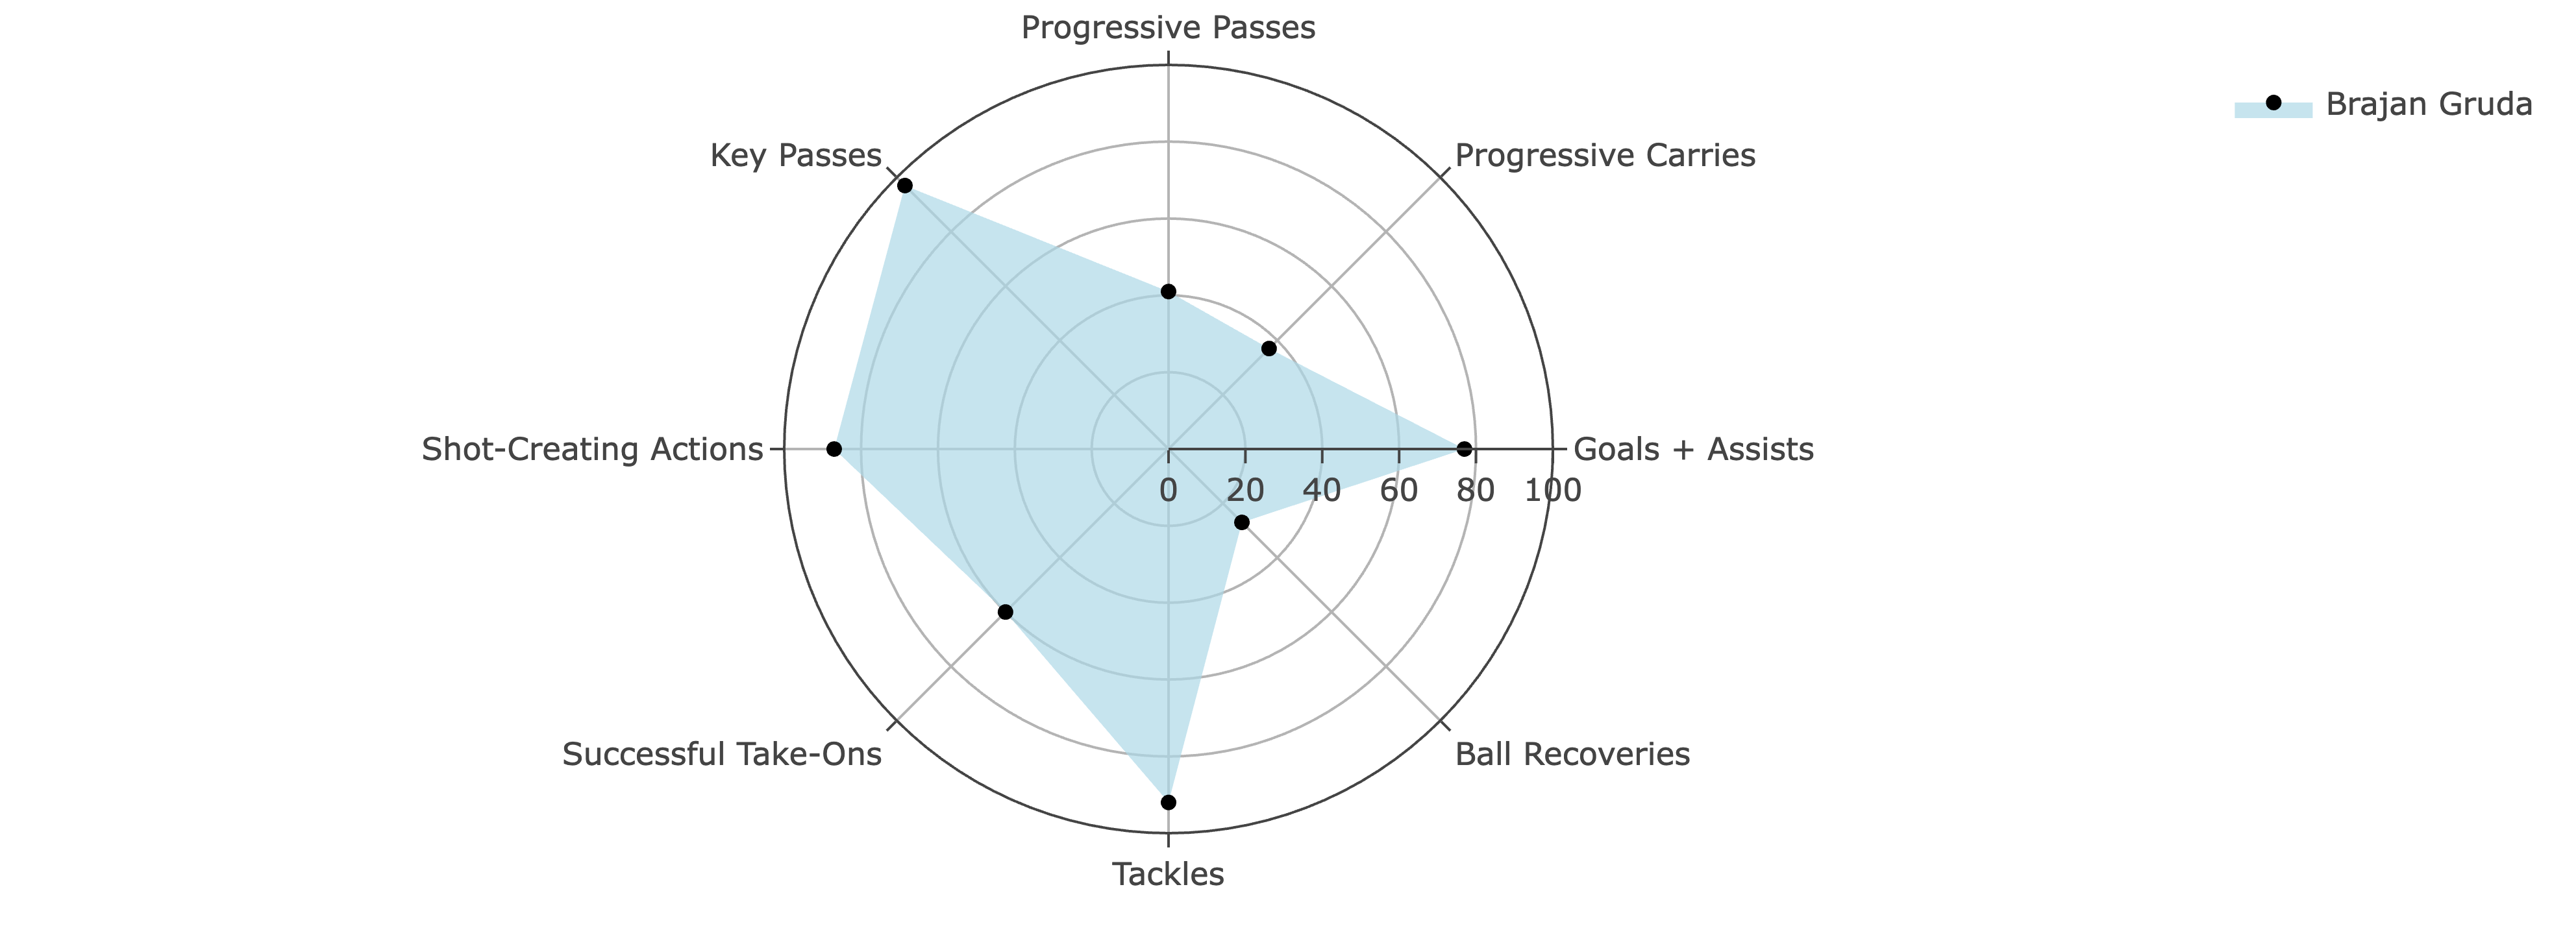 Progressive Passes
Brajan Gruda
Key Passes
Progressive Carries
Shot-Creating Actions
Goals + Assists
0 20 40 60 80 100
Successful Take-Ons
Ball Recoveries
Tackles